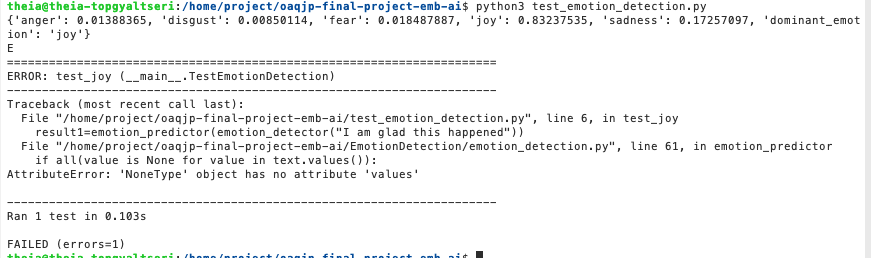 theia@theia-topgyaltseri:/home/project/oaqjp-final-project-emb-ai$ python3 test_emotion_detection.py
{'anger': 0.01388365, 'disgust': 0.00850114, 'fear': 0.018487887, 'joy': 0.83237535, 'sadness': 0.17257097, 'dominant_emot
ion': 'joy'}
E
======================================================================
ERROR: test_joy (__main__.TestEmotionDetection)
----------------------------------------------------------------------
Traceback (most recent call last):
  File "/home/project/oaqjp-final-project-emb-ai/test_emotion_detection.py", line 6, in test_joy
    result1=emotion_predictor(emotion_detector("I am glad this happened"))
  File "/home/project/oaqjp-final-project-emb-ai/EmotionDetection/emotion_detection.py", line 61, in emotion_predictor
    if all(value is None for value in text.values()):
AttributeError: 'NoneType' object has no attribute 'values'

----------------------------------------------------------------------
Ran 1 test in 0.103s

FAILED (errors=1)
theia@theia-topgyaltseri:/home/project/oaqjp-final-project-emb-ai$